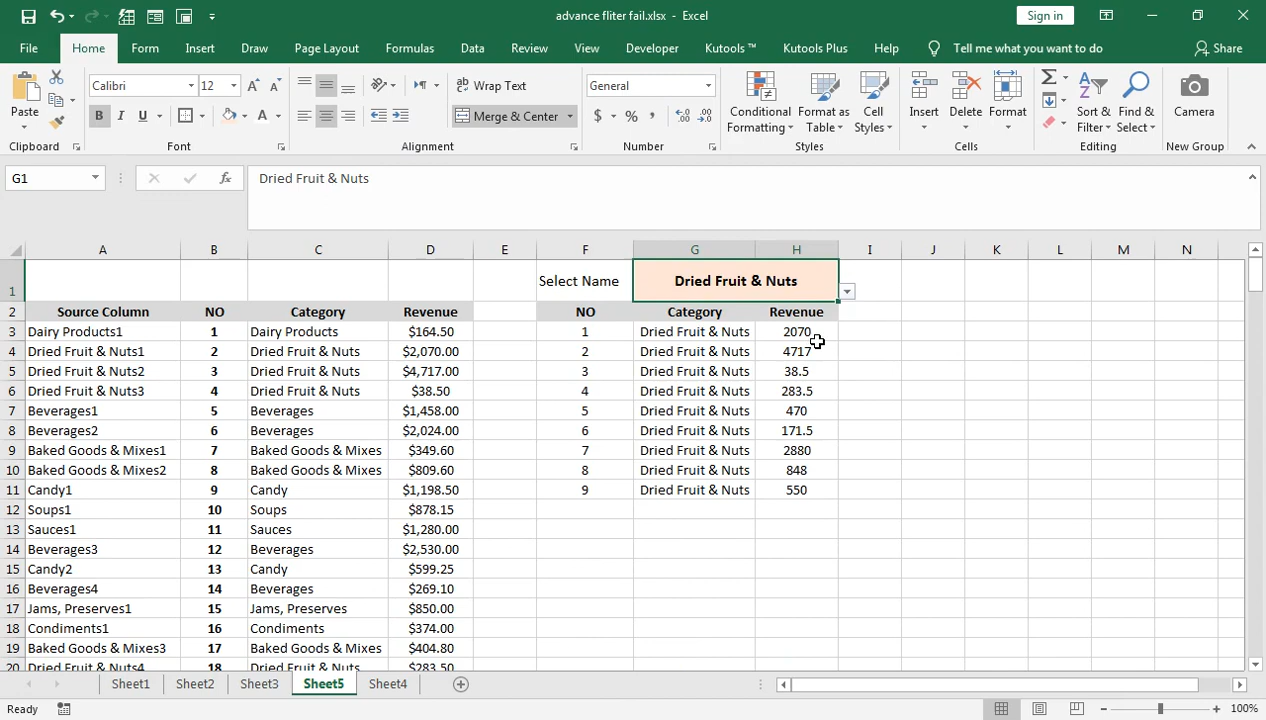 advance fliter fail.xlsx - Excel
Sign in
File Home Form Insert Draw Page Layout Formulas Data Review View Developer Kutools ™ Kutools Plus Help Tell me what you want to do Share
Paste
Calibri 12
Wrap Text
Merge & Center
General
$ % ,
Conditional Formatting
Format as Table
Cell Styles
Insert
Delete
Format
Sort & Filter
Find & Select
Camera
Clipboard Font Alignment Number Styles Cells Editing New Group
G1 fx Dried Fruit & Nuts
A B C D E F G H I J K L M N
1 Select Name Dried Fruit & Nuts
2 Source Column NO Category Revenue NO Category Revenue
3 Dairy Products1 1 Dairy Products $164.50 1 Dried Fruit & Nuts 2070
4 Dried Fruit & Nuts1 2 Dried Fruit & Nuts $2,070.00 2 Dried Fruit & Nuts 4717
5 Dried Fruit & Nuts2 3 Dried Fruit & Nuts $4,717.00 3 Dried Fruit & Nuts 38.5
6 Dried Fruit & Nuts3 4 Dried Fruit & Nuts $38.50 4 Dried Fruit & Nuts 283.5
7 Beverages1 5 Beverages $1,458.00 5 Dried Fruit & Nuts 470
8 Beverages2 6 Beverages $2,024.00 6 Dried Fruit & Nuts 171.5
9 Baked Goods & Mixes1 7 Baked Goods & Mixes $349.60 7 Dried Fruit & Nuts 2880
10 Baked Goods & Mixes2 8 Baked Goods & Mixes $809.60 8 Dried Fruit & Nuts 848
11 Candy1 9 Candy $1,198.50 9 Dried Fruit & Nuts 550
12 Soups1 10 Soups $878.15
13 Sauces1 11 Sauces $1,280.00
14 Beverages3 12 Beverages $2,530.00
15 Candy2 13 Candy $599.25
16 Beverages4 14 Beverages $269.10
17 Jams, Preserves1 15 Jams, Preserves $850.00
18 Condiments1 16 Condiments $374.00
19 Baked Goods & Mixes3 17 Baked Goods & Mixes $404.80
20 Dried Fruit & Nuts4 18 Dried Fruit & Nuts $283.50
Sheet1 Sheet2 Sheet3 Sheet5 Sheet4
Ready 100%